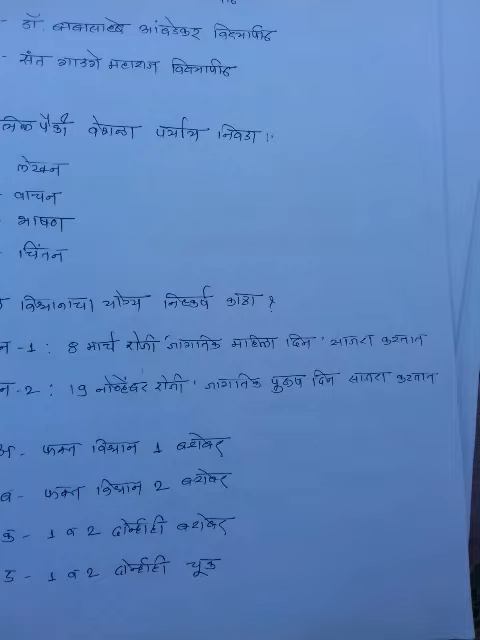 - डॉ. बाबासाहेब आंबेडकर विद्यापीठ
- संत गाडगे महाराज विद्यापीठ
पैकी वेगळा पर्याय निवडा :
लेखन
- वाचन
- भाषण
- चिंतन
विधानाचा योग्य निष्कर्ष काढा ?
न -1 : 8 मार्च रोजी 'जागतिक महिला दिन' साजरा करतात
न -2 : 19 नोव्हेंबर रोजी 'जागतिक पुरुष दिन साजरा करतात
अ - फक्त विधान 1 बरोबर
ब - फक्त विधान 2 बरोबर
क - 1 व 2 दोन्हीही बरोबर
ड - 1 व 2 दोन्हीही चूक